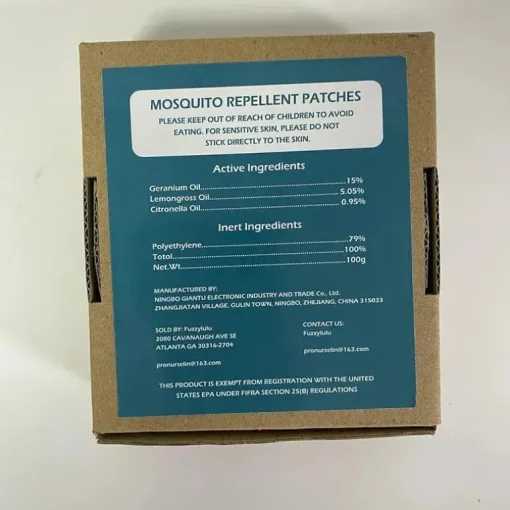 MOSQUITO REPELLENT PATCHES
PLEASE KEEP OUT OF REACH OF CHILDREN TO AVOID
EATING. FOR SENSITIVE SKIN, PLEASE DO NOT
STICK DIRECTLY TO THE SKIN.
Active Ingredients
Geranium Oil....................................15%
Lemongross Oil................................5.05%
Citronella Oil................................... 0.95%
Inert Ingredients
Polyethylene....................................79%
Totol................................................100%
Net.Wt..............................................100g
MANUFACTURED BY:
NINGBO GIANTU ELECTRONIC INDUSTRY AND TRADE Co., Ltd.
ZHANGJIATAN VILLAGE, GULIN TOWN, NINGBO, ZHEJIANG, CHINA 315033
SOLD BY: Fuzzylulu
2080 CAVANAUGH AVE SE
ATLANTA GA 30316-2704
pronurselin@163.com
CONTACT US:
Fuzzylulu
pronurselin@163.com
THIS PRODUCT IS EXEMPT FROM REGISTRATION WITH THE UNITED
STATES EPA UNDER FIFRA SECTION 25(B) REGULATIONS